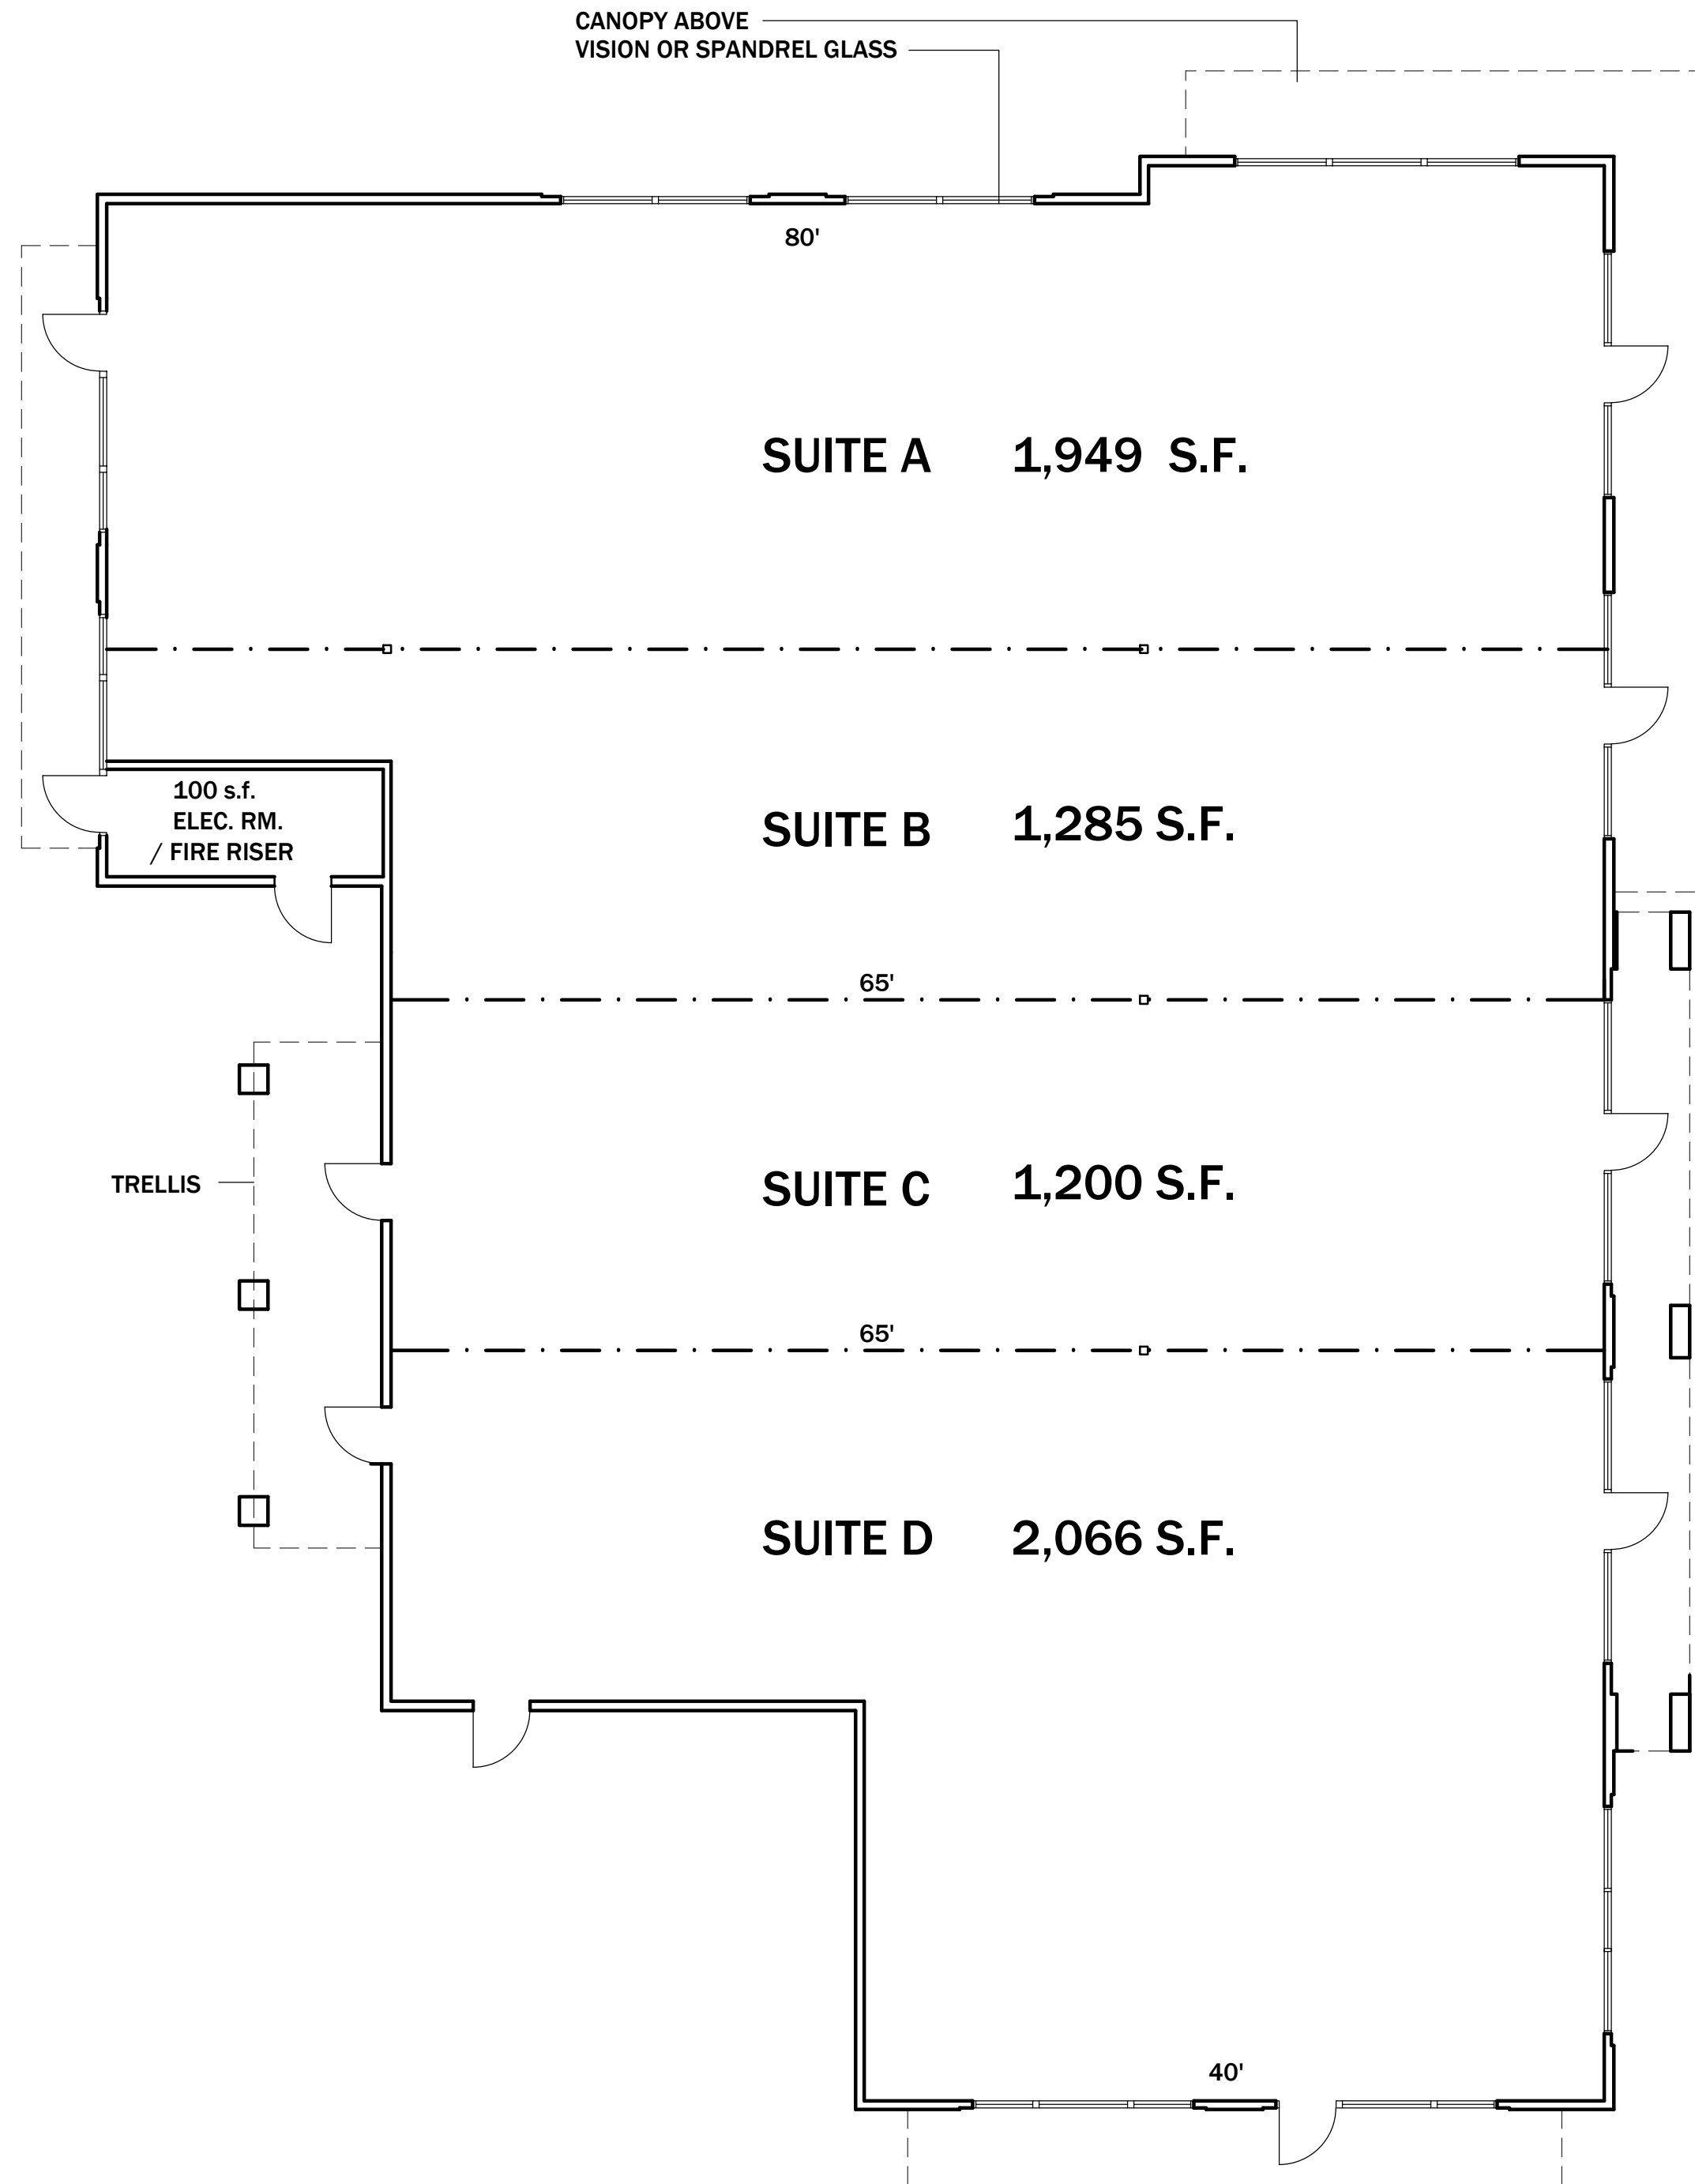 CANOPY ABOVE
VISION OR SPANDREL GLASS
80'
SUITE A 1,949 S.F.
100 s.f.
ELEC. RM.
/ FIRE RISER
SUITE B 1,285 S.F.
65'
TRELLIS
SUITE C 1,200 S.F.
65'
SUITE D 2,066 S.F.
40'